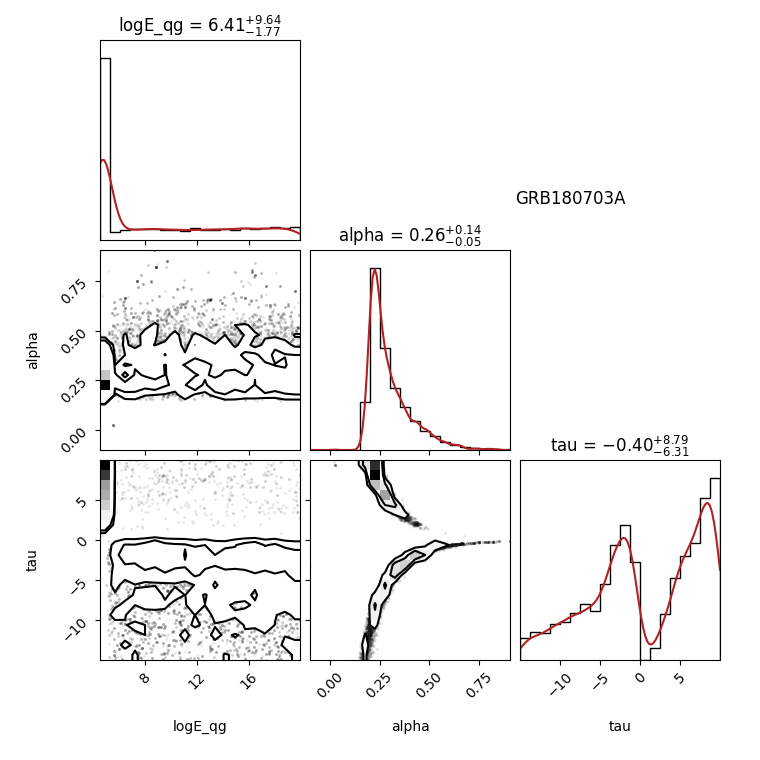 logE_qg = 6.41+9.64−1.77
GRB180703A
alpha = 0.26+0.14−0.05
alpha
0.75
0.50
0.25
0.00
tau = −0.40+8.79−6.31
tau
5
0
−5
−10
8 12 16
0.00 0.25 0.50 0.75
−10 −5 0 5
logE_qg alpha tau